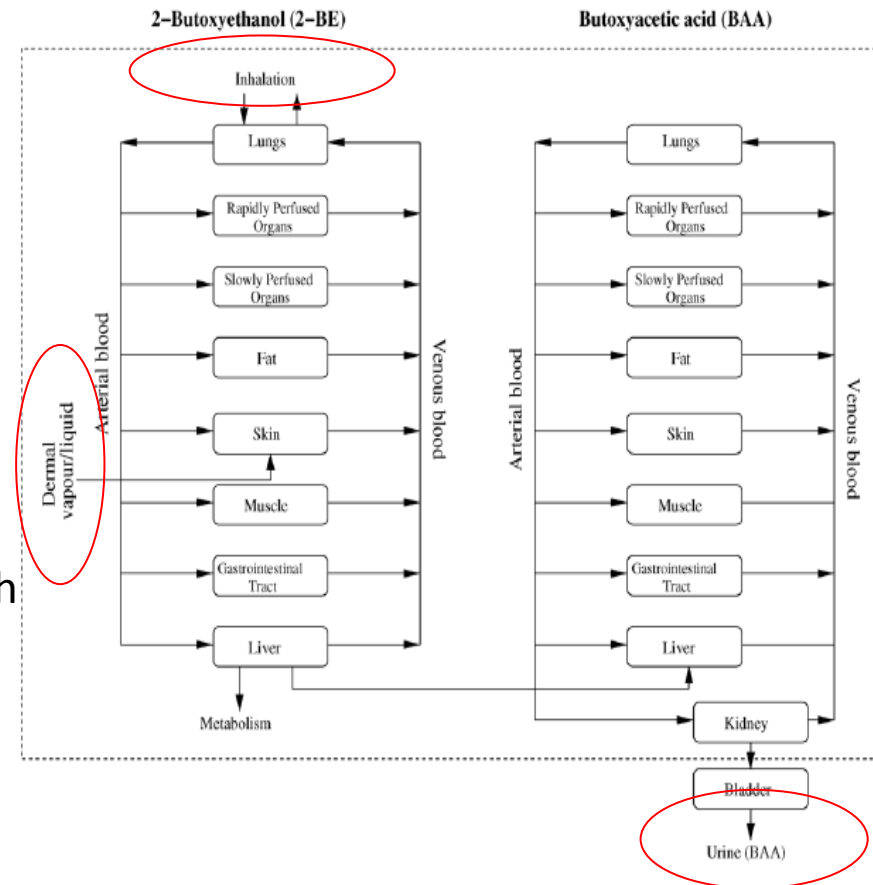 2−Butoxyethanol (2−BE)
Butoxyacetic acid (BAA)
Inhalation
Lungs
Rapidly Perfused
Organs
Slowly Perfused
Organs
Fat
Skin
Muscle
Gastrointestinal
Tract
Liver
Metabolism
Arterial blood
Venous blood
Dermal
vapour/liquid
h
Lungs
Rapidly Perfused
Organs
Slowly Perfused
Organs
Fat
Skin
Muscle
Gastrointestinal
Tract
Liver
Kidney
Bladder
Urine (BAA)
Arterial blood
Venous blood